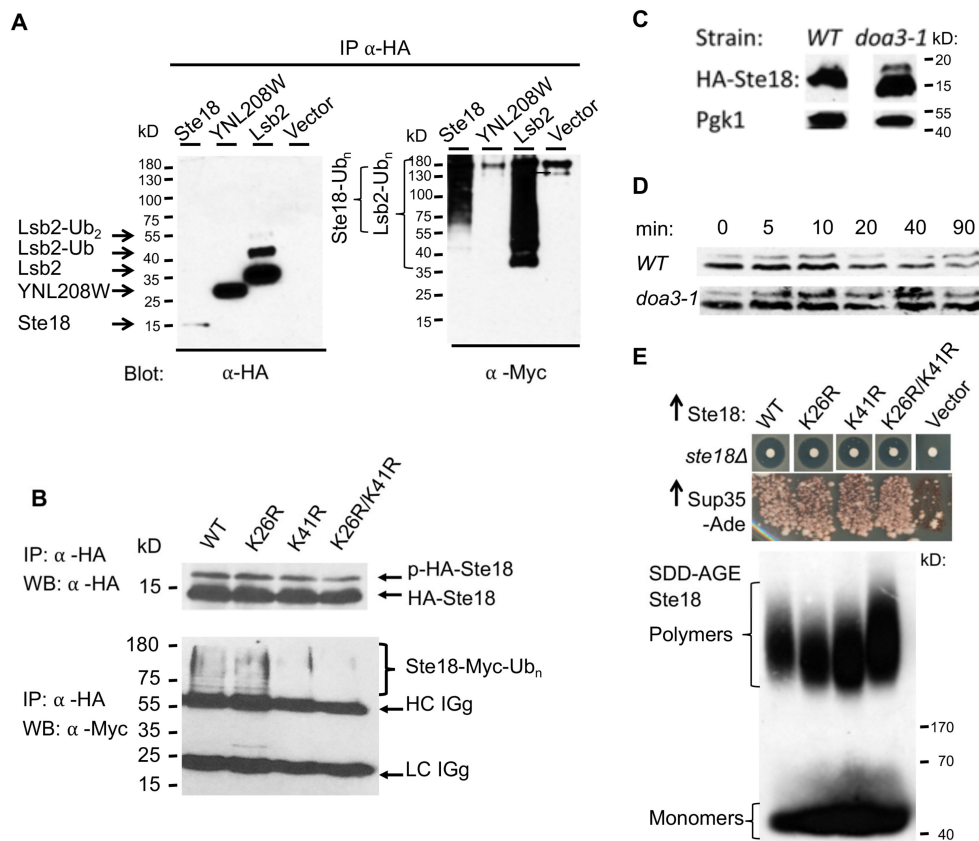 A
IP α-HA
kD
Ste18
YNL208W
Lsb2
Vector
180
130
100
75
55
40
35
25
15
Lsb2-Ub2
Lsb2-Ub
Lsb2
YNL208W
Ste18
Blot:
α-HA
Ste18-Ubn
Lsb2-Ubn
kD
Ste18
YNL208W
Lsb2
Vector
180
130
100
75
55
40
35
25
15
α -Myc
B
IP: α -HA
WB: α -HA
kD
WT
K26R
K41R
K26R/K41R
15
p-HA-Ste18
HA-Ste18
IP: α -HA
WB: α -Myc
180
75
55
35
25
15
Ste18-Myc-Ubn
HC IGg
LC IGg
C
Strain:
WT
doa3-1
kD:
HA-Ste18:
20
15
Pgk1
55
40
D
min:
0 5 10 20 40 90
WT
doa3-1
E
Ste18:
WT
K26R
K41R
K26R/K41R
Vector
ste18Δ
Sup35
-Ade
SDD-AGE
Ste18
Polymers
Monomers
kD:
170
70
40